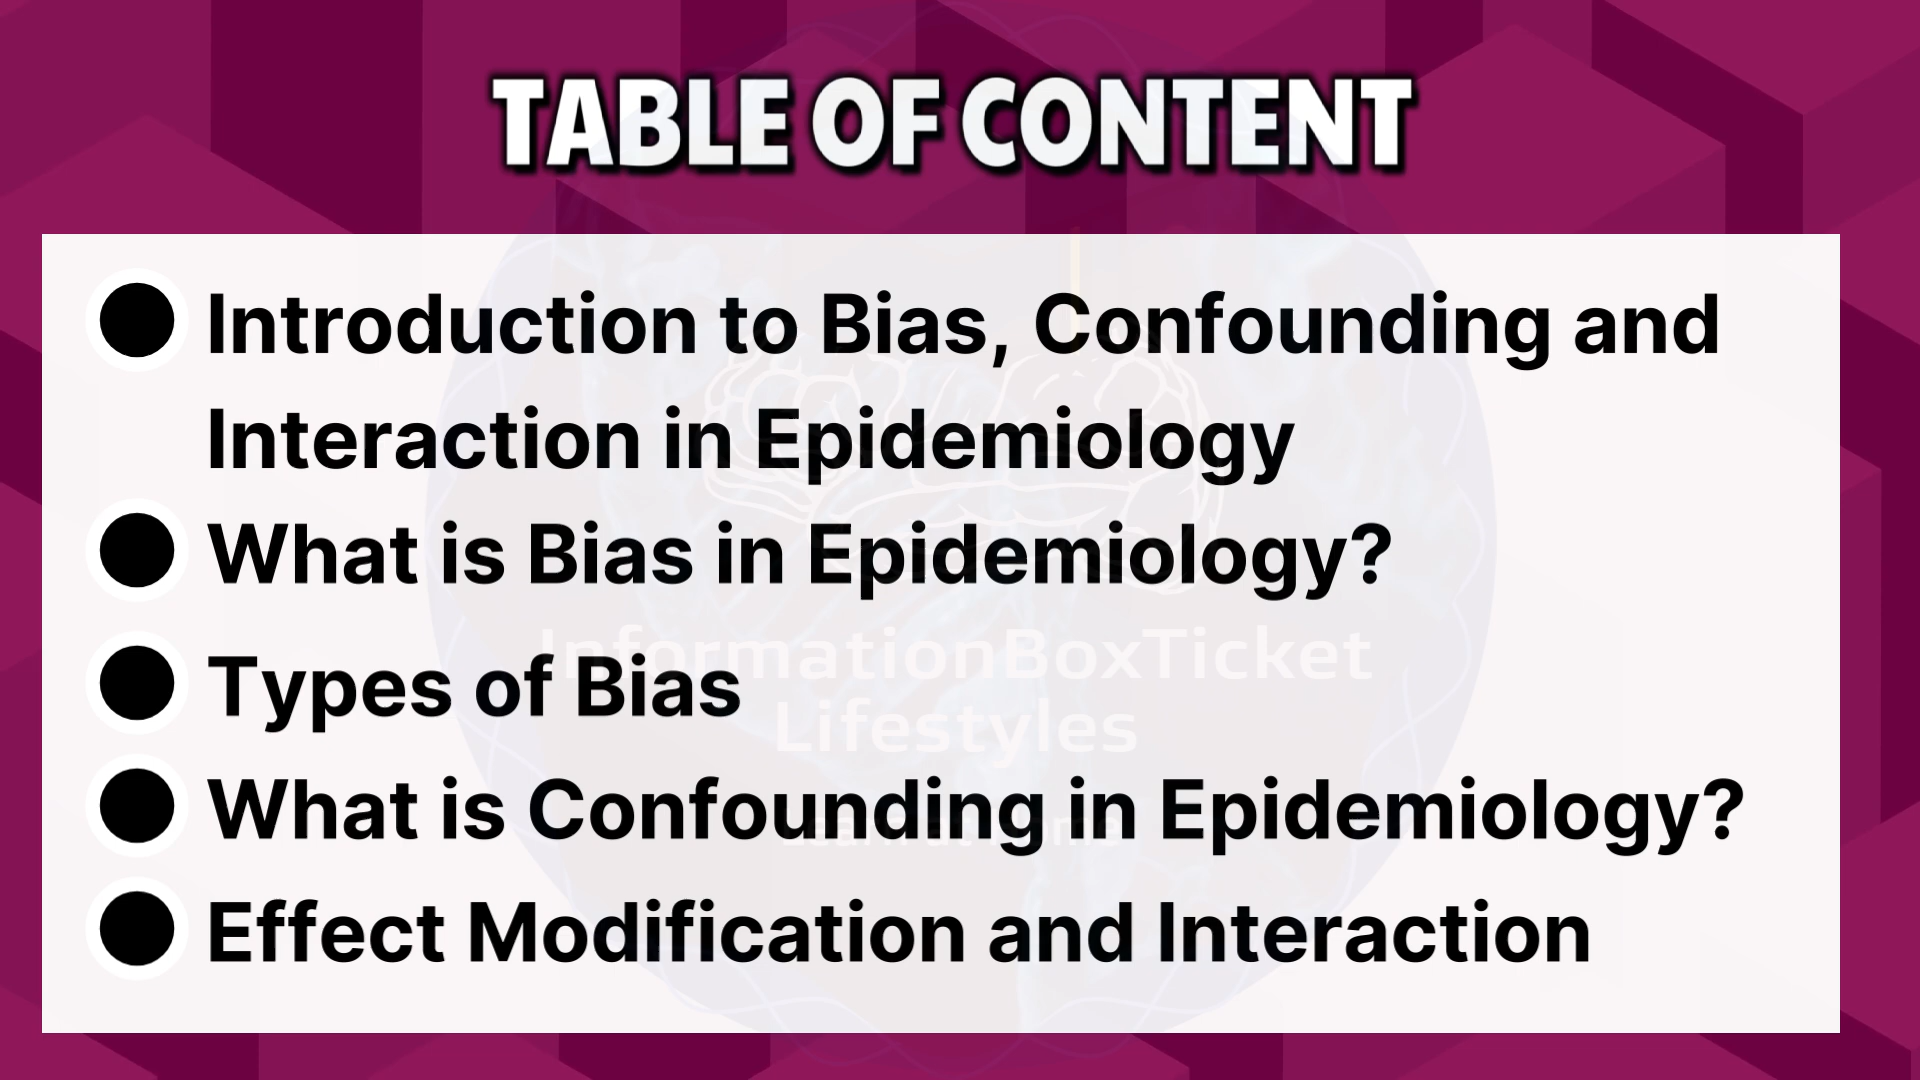 TABLE OF CONTENT
Introduction to Bias, Confounding and
Interaction in Epidemiology
What is Bias in Epidemiology?
Types of Bias
InformationBoxTicket
Lifestyles
What is Confounding in Epidemiology?
Effect Modification and Interaction